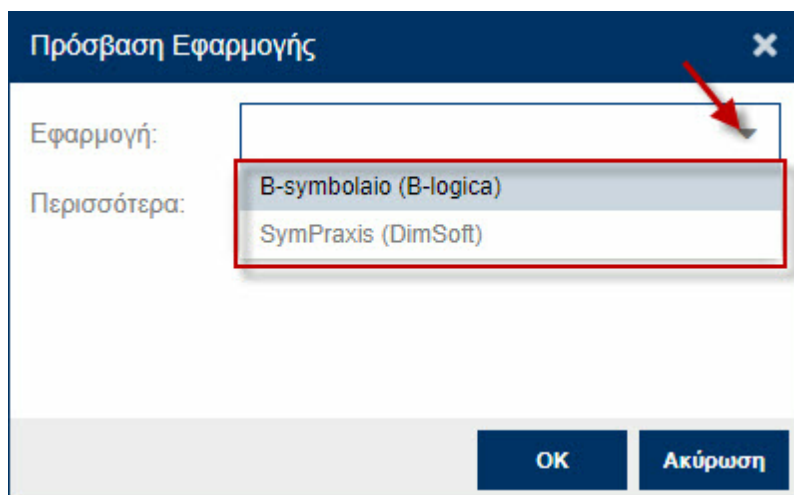 Πρόσβαση Εφαρμογής
Εφαρμογή:
B-symbolaio (B-logica)
Περισσότερα:
SymPraxis (DimSoft)
OK
Ακύρωση